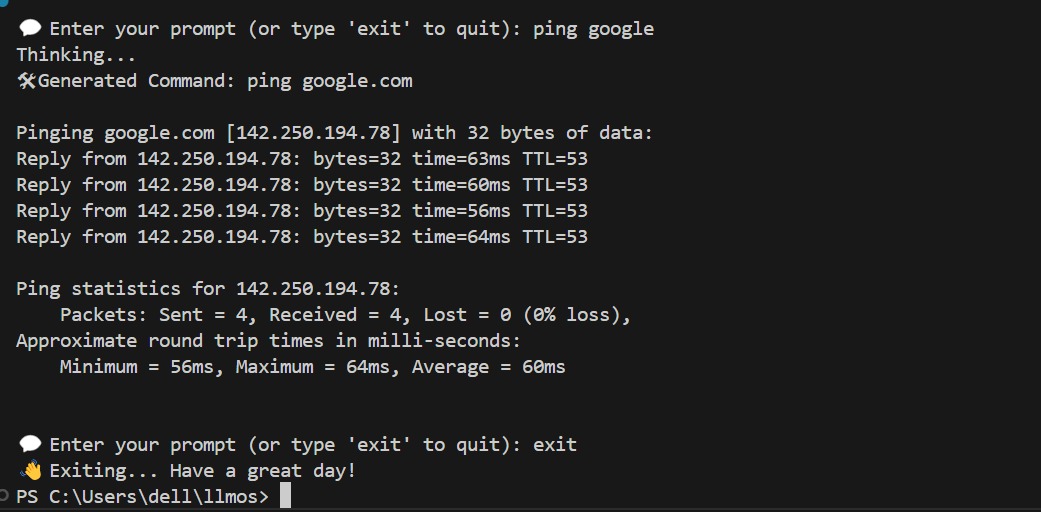 💬 Enter your prompt (or type 'exit' to quit): ping google
Thinking...
🛠Generated Command: ping google.com
Pinging google.com [142.250.194.78] with 32 bytes of data:
Reply from 142.250.194.78: bytes=32 time=63ms TTL=53
Reply from 142.250.194.78: bytes=32 time=60ms TTL=53
Reply from 142.250.194.78: bytes=32 time=56ms TTL=53
Reply from 142.250.194.78: bytes=32 time=64ms TTL=53
Ping statistics for 142.250.194.78:
    Packets: Sent = 4, Received = 4, Lost = 0 (0% loss),
Approximate round trip times in milli-seconds:
    Minimum = 56ms, Maximum = 64ms, Average = 60ms
💬 Enter your prompt (or type 'exit' to quit): exit
👋 Exiting... Have a great day!
PS C:\Users\dell\llmos>